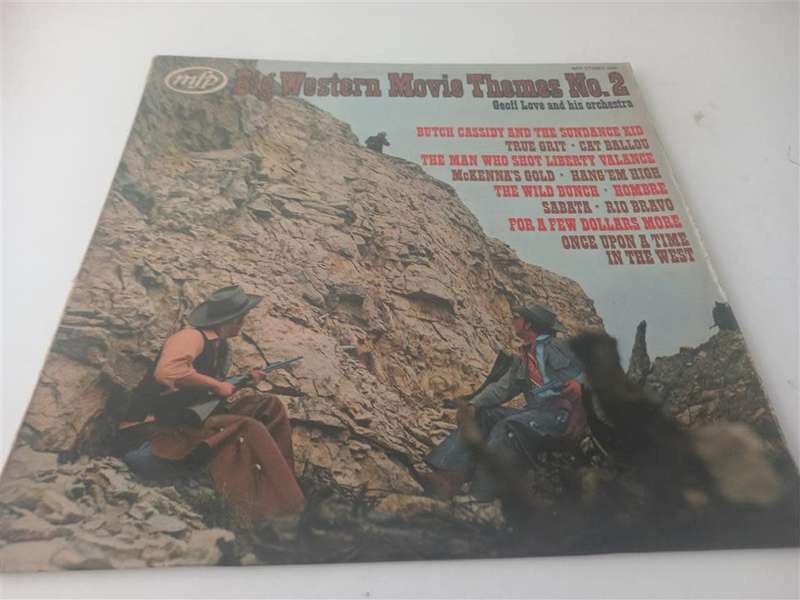 mfp
Big Western Movie Themes No. 2
Geoff Love and his orchestra
BUTCH CASSIDY AND THE SUNDANCE KID
TRUE GRIT · CAT BALLOU
THE MAN WHO SHOT LIBERTY VALANCE
McKENNA'S GOLD · HANG 'EM HIGH
THE WILD BUNCH · HOMBRE
SABATA · RIO BRAVO
FOR A FEW DOLLARS MORE
ONCE UPON A TIME
IN THE WEST